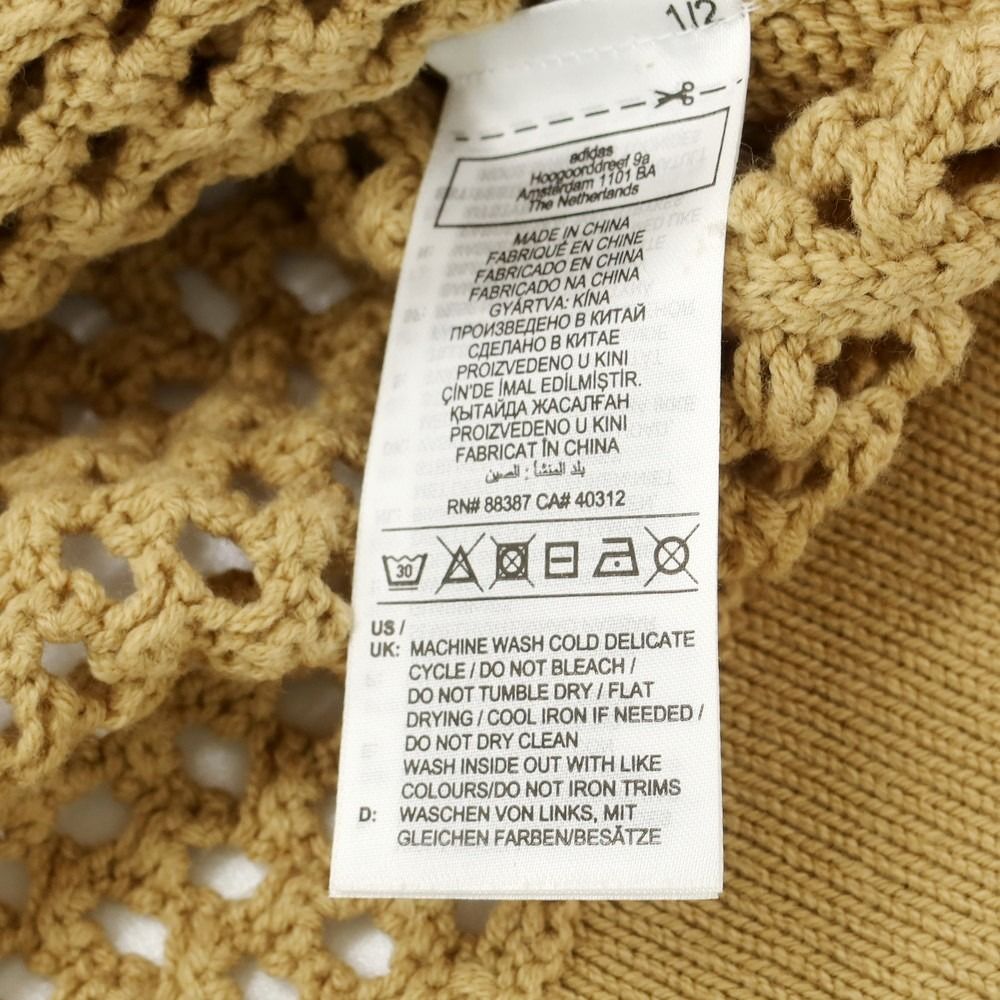 1/2
adidas
Hoogoorddreef 9a
Amsterdam 1101 BA
The Netherlands
MADE IN CHINA
FABRIQUÉ EN CHINE
FABRICADO EN CHINA
FABRICADO NA CHINA
GYÁRTVA: KÍNA
ПРОИЗВЕДЕНО В КИТАЙ
СДЕЛАНО В КИТАЕ
PROIZVEDENO U KINI
ÇİN'DE İMAL EDİLMİŞTİR.
ҚЫТАЙДА ЖАСАЛҒАН
PROIZVEDENO U KINI
FABRICAT ÎN CHINA
بلد المنشأ: الصين
RN# 88387 CA# 40312
30
US /
UK: MACHINE WASH COLD DELICATE
CYCLE / DO NOT BLEACH /
DO NOT TUMBLE DRY / FLAT
DRYING / COOL IRON IF NEEDED /
DO NOT DRY CLEAN
WASH INSIDE OUT WITH LIKE
COLOURS/DO NOT IRON TRIMS
D: WASCHEN VON LINKS, MIT
GLEICHEN FARBEN/BESÄTZE